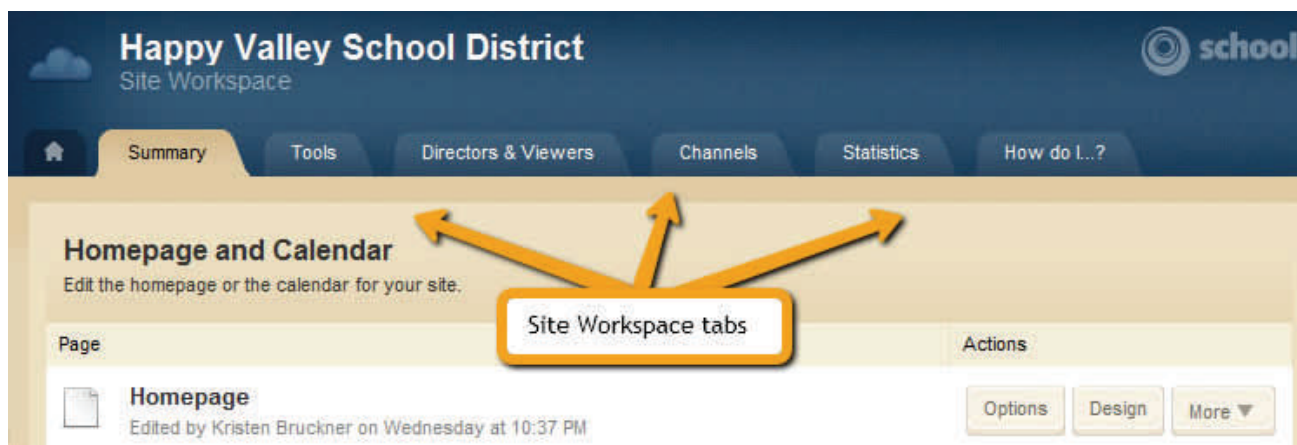 Happy Valley School District
Site Workspace
school
Summary Tools Directors & Viewers Channels Statistics How do I...?
Homepage and Calendar
Edit the homepage or the calendar for your site.
Site Workspace tabs
Page Actions
Homepage
Edited by Kristen Bruckner on Wednesday at 10:37 PM
Options Design More ▼